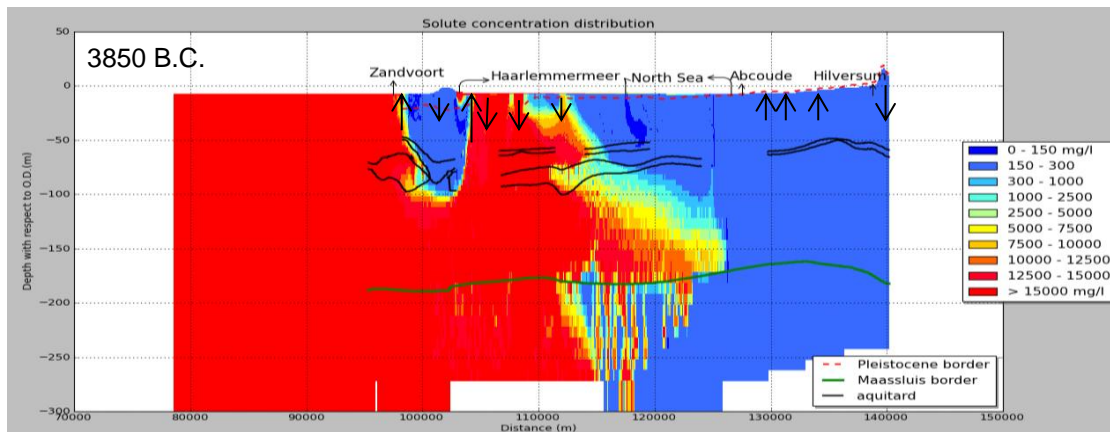 Solute concentration distribution
3850 B.C.
Zandvoort Haarlemmermeer North Sea Abcoude Hilversum
50
0
−50
−100
−150
−200
−250
−300
Depth with respect to O.D.(m)
0 - 150 mg/l
150 - 300
300 - 1000
1000 - 2500
2500 - 5000
5000 - 7500
7500 - 10000
10000 - 12500
12500 - 15000
> 15000 mg/l
Pleistocene border
Maassluis border
aquitard
70000 80000 90000 100000 110000 120000 130000 140000 150000
Distance (m)